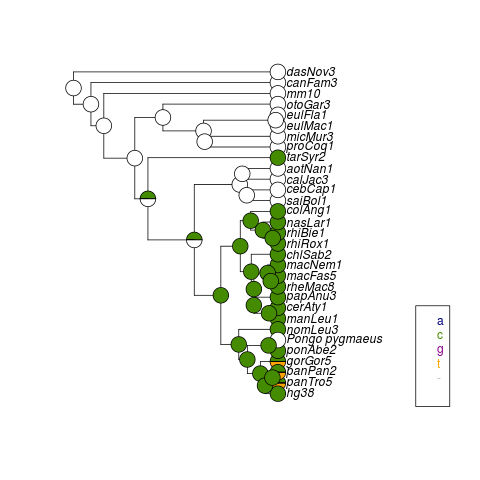 dasNov3
canFam3
mm10
otoGar3
eulFla1
eulMac1
micMur3
proCoq1
tarSyr2
aotNan1
calJac3
cebCap1
saiBol1
colAng1
nasLar1
rhiBie1
rhiRox1
chlSab2
macNem1
macFas5
rheMac8
papAnu3
cerAty1
manLeu1
nomLeu3
Pongo pygmaeus
ponAbe2
gorGor5
panPan2
panTro5
hg38
a
c
g
t
-